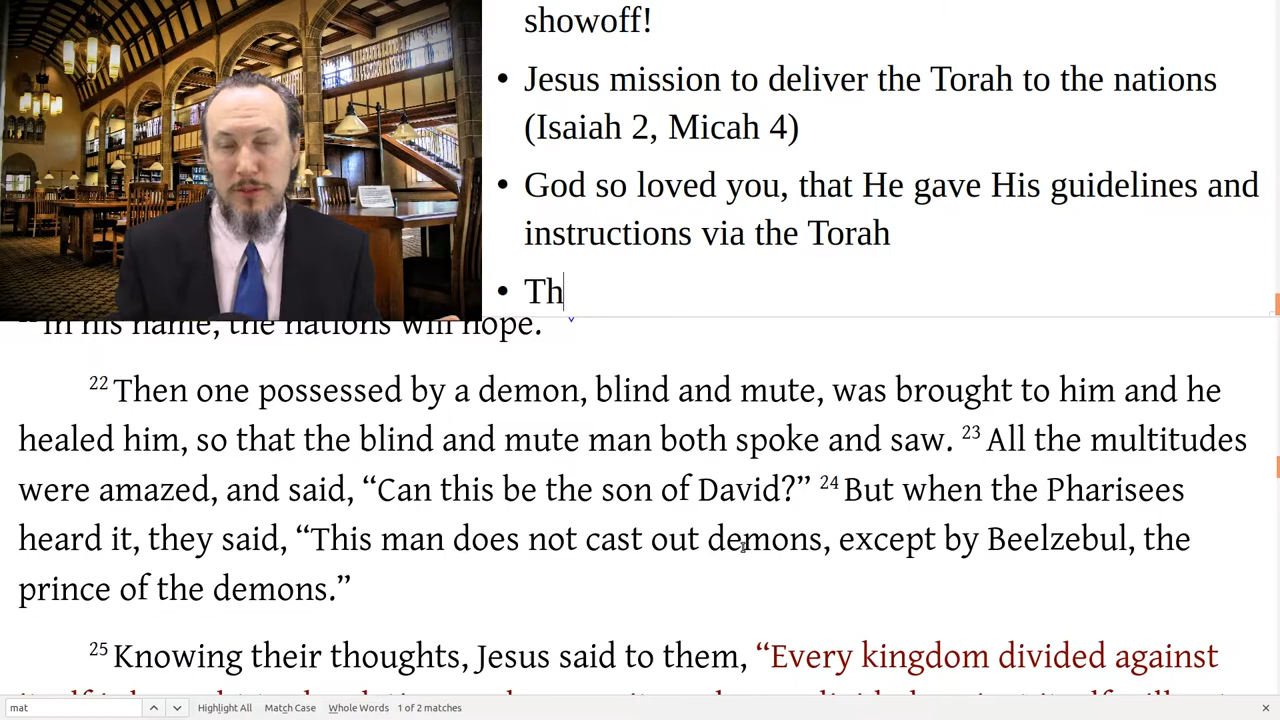 showoff!
• Jesus mission to deliver the Torah to the nations
(Isaiah 2, Micah 4)
• God so loved you, that He gave His guidelines and
instructions via the Torah
• Th
in his name, the nations will hope.
22 Then one possessed by a demon, blind and mute, was brought to him and he
healed him, so that the blind and mute man both spoke and saw. 23 All the multitudes
were amazed, and said, “Can this be the son of David?” 24 But when the Pharisees
heard it, they said, “This man does not cast out demons, except by Beelzebul, the
prince of the demons.”
25 Knowing their thoughts, Jesus said to them, “Every kingdom divided against
mat
Highlight All
Match Case
Whole Words
1 of 2 matches